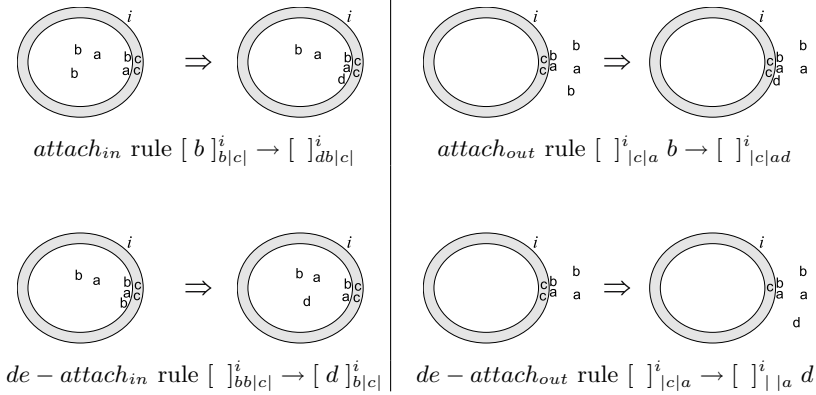 i
b a b c
b a c
⇒
i
b a b c
a c
d
attach_in rule [ b ]^i_{b|c|} → [ ]^i_{db|c|}
i
c b b
c a a
b
⇒
i
c b b
c a a
d
attach_out rule [ ]^i_{|c|a} b → [ ]^i_{|c|ad}
i
b a b c
a c
b
⇒
i
b a b c
a c
d
de − attach_in rule [ ]^i_{bb|c|} → [ d ]^i_{b|c|}
i
c b b
c a a
⇒
i
c b b
a a
d
de − attach_out rule [ ]^i_{|c|a} → [ ]^i_{| |a} d